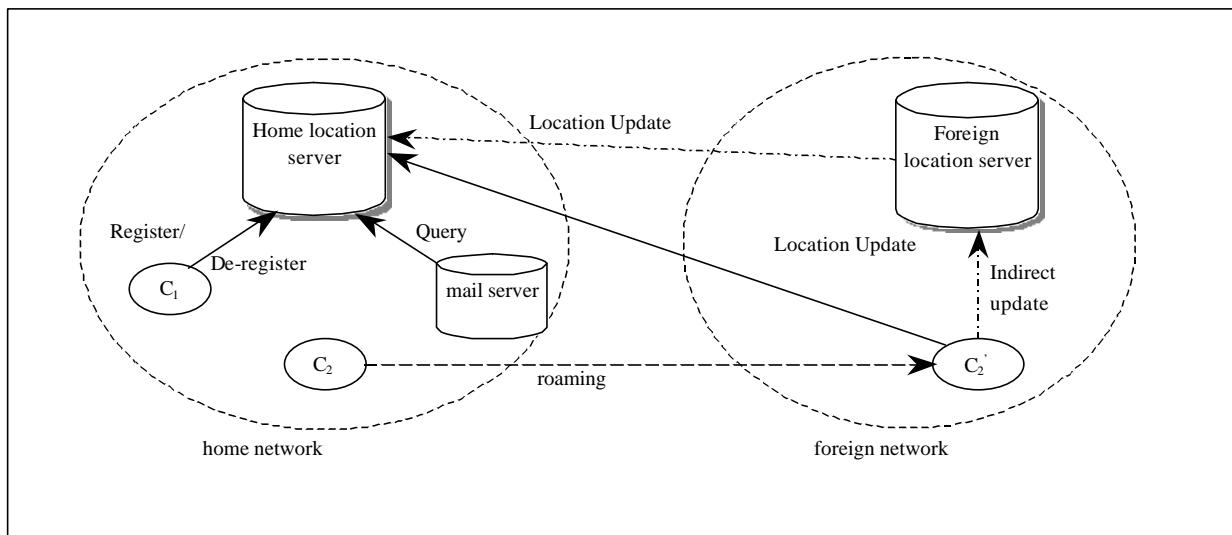 Home location
server
Location Update
Foreign
location server
Register/
De-register
Query
Location Update
Indirect
update
C1
mail server
C2
roaming
C2'
home network
foreign network